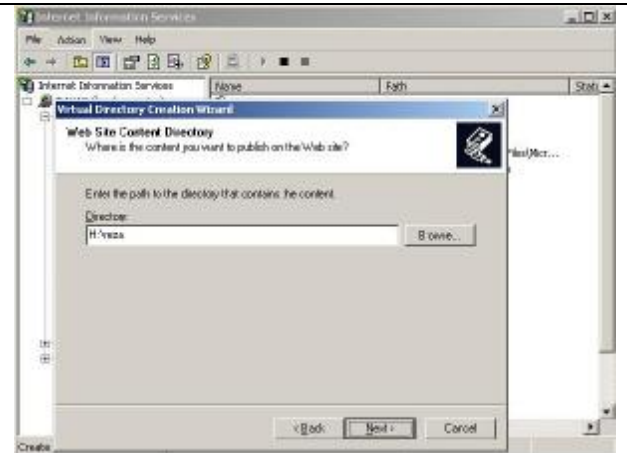 Internet Information Services
File Action View Help
Internet Information Services Name Path Statu
Virtual Directory Creation Wizard
Web Site Content Directory
Where is the content you want to publish on the Web site?
Enter the path to the directory that contains the content.
Directory:
H:\reza Browse...
< Back Next > Cancel
Create